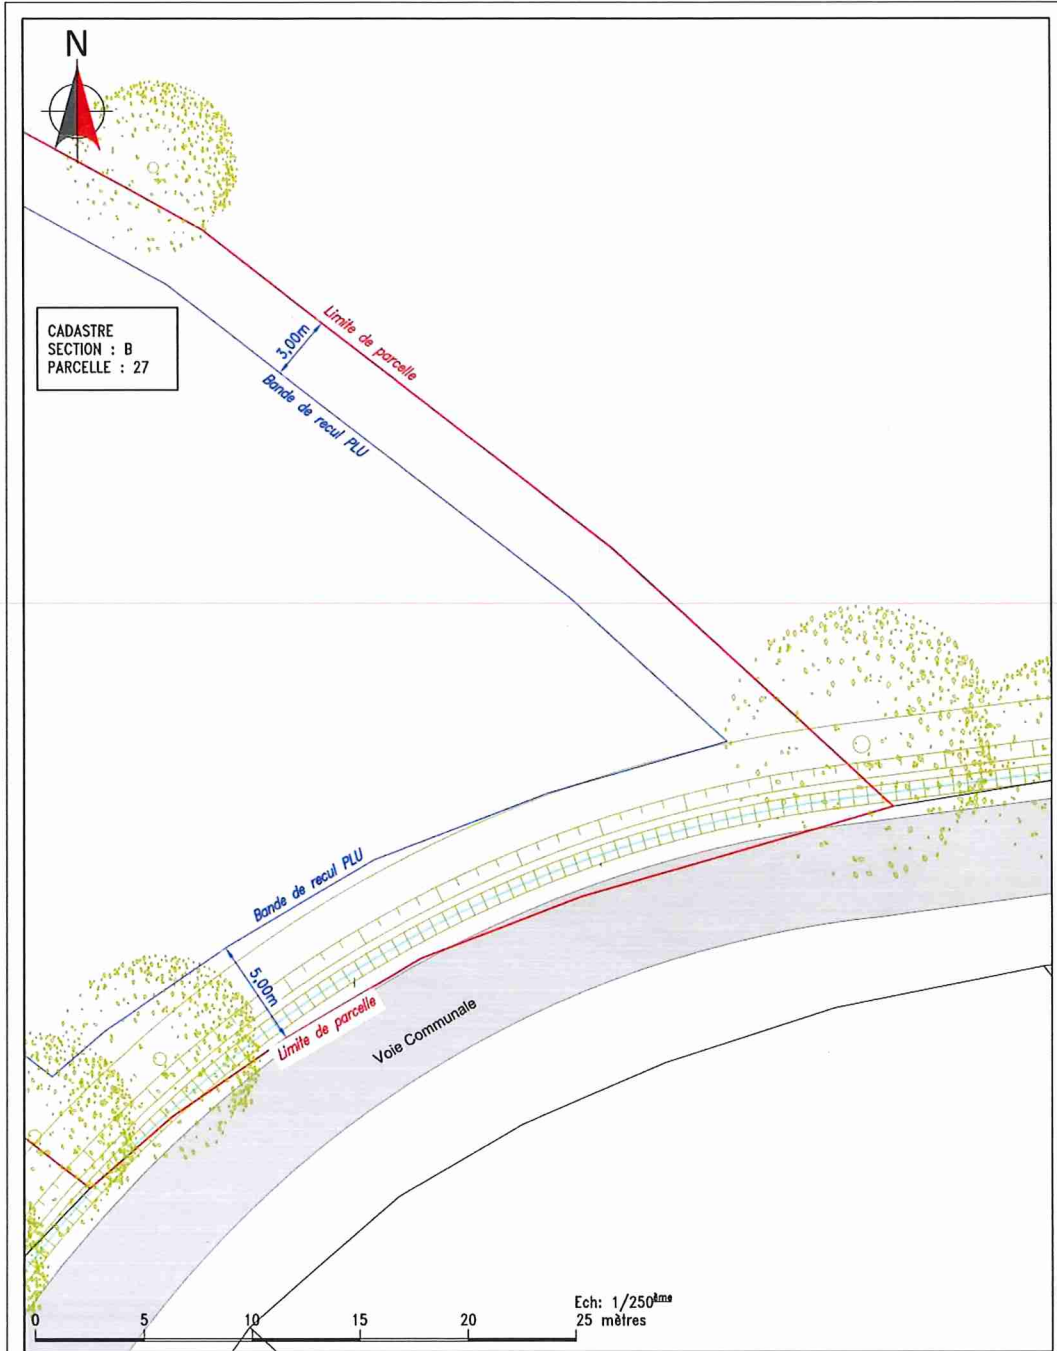 N
CADASTRE
SECTION : B
PARCELLE : 27
Limite de parcelle
3,00m
Bande de recul PLU
Bande de recul PLU
5,00m
Limite de parcelle
Voie Communale
Ech: 1/250ème
0 5 10 15 20 25 mètres